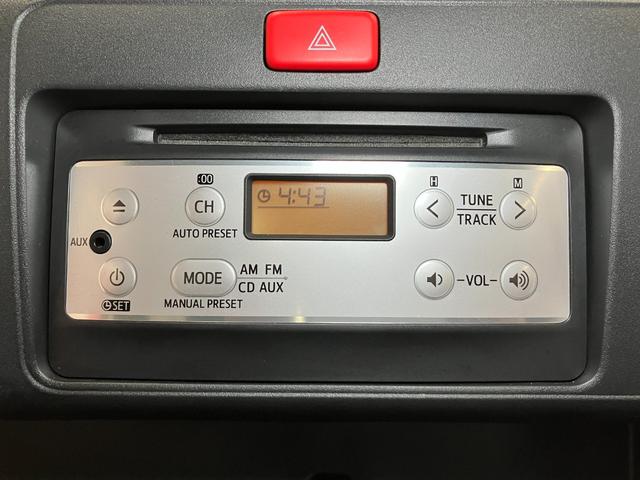 :00 H M
CH 4:43 < TUNE >
TRACK
AUX
AUTO PRESET
MODE AM FM
CD AUX -VOL-
SET MANUAL PRESET